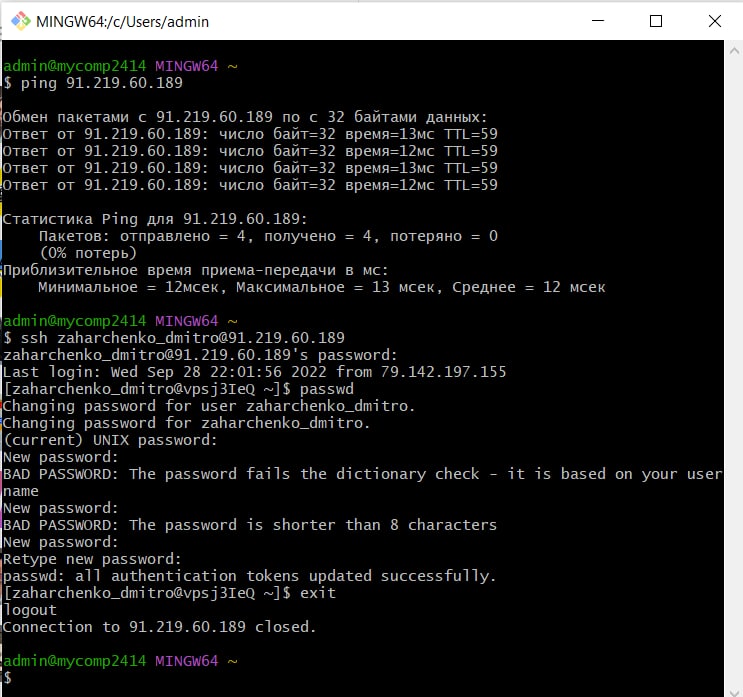 MINGW64:/c/Users/admin
admin@mycomp2414 MINGW64 ~
$ ping 91.219.60.189
Обмен пакетами с 91.219.60.189 по с 32 байтами данных:
Ответ от 91.219.60.189: число байт=32 время=13мс TTL=59
Ответ от 91.219.60.189: число байт=32 время=12мс TTL=59
Ответ от 91.219.60.189: число байт=32 время=13мс TTL=59
Ответ от 91.219.60.189: число байт=32 время=12мс TTL=59
Статистика Ping для 91.219.60.189:
Пакетов: отправлено = 4, получено = 4, потеряно = 0
(0% потерь)
Приблизительное время приема-передачи в мс:
Минимальное = 12мсек, Максимальное = 13 мсек, Среднее = 12 мсек
admin@mycomp2414 MINGW64 ~
$ ssh zaharchenko_dmitro@91.219.60.189
zaharchenko_dmitro@91.219.60.189's password:
Last login: Wed Sep 28 22:01:56 2022 from 79.142.197.155
[zaharchenko_dmitro@vpsj3IeQ ~]$ passwd
Changing password for user zaharchenko_dmitro.
Changing password for zaharchenko_dmitro.
(current) UNIX password:
New password:
BAD PASSWORD: The password fails the dictionary check - it is based on your user
name
New password:
BAD PASSWORD: The password is shorter than 8 characters
New password:
Retype new password:
passwd: all authentication tokens updated successfully.
[zaharchenko_dmitro@vpsj3IeQ ~]$ exit
logout
Connection to 91.219.60.189 closed.
admin@mycomp2414 MINGW64 ~
$